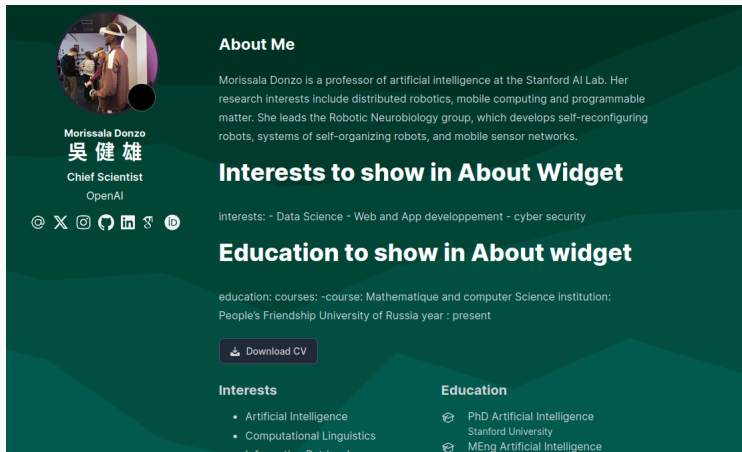 Morissala Donzo
吳健雄
Chief Scientist
OpenAI
About Me
Morissala Donzo is a professor of artificial intelligence at the Stanford AI Lab. Her
research interests include distributed robotics, mobile computing and programmable
matter. She leads the Robotic Neurobiology group, which develops self-reconfiguring
robots, systems of self-organizing robots, and mobile sensor networks.
Interests to show in About Widget
interests: - Data Science - Web and App developpement - cyber security
Education to show in About widget
education: courses: -course: Mathematique and computer Science institution:
People’s Friendship University of Russia year : present
Download CV
Interests
Artificial Intelligence
Computational Linguistics
Education
PhD Artificial Intelligence
Stanford University
MEng Artificial Intelligence